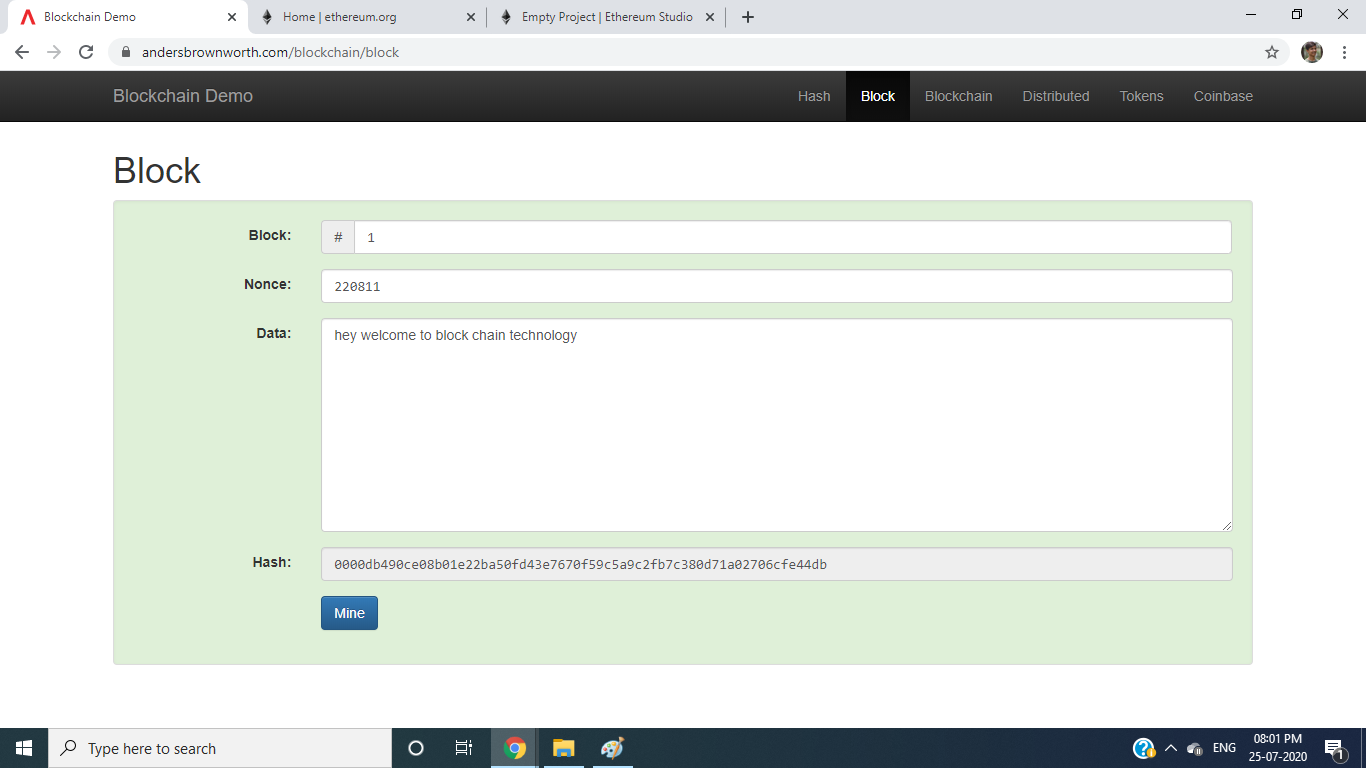 Blockchain Demo
Home | ethereum.org
Empty Project | Ethereum Studio
andersbrownworth.com/blockchain/block
Blockchain Demo
Hash
Block
Blockchain
Distributed
Tokens
Coinbase
Block
Block:
# 1
Nonce:
220811
Data:
hey welcome to block chain technology
Hash:
0000db490ce08b01e22ba50fd43e7670f59c5a9c2fb7c380d71a02706cfe44db
Mine
Type here to search
ENG
08:01 PM
25-07-2020
1